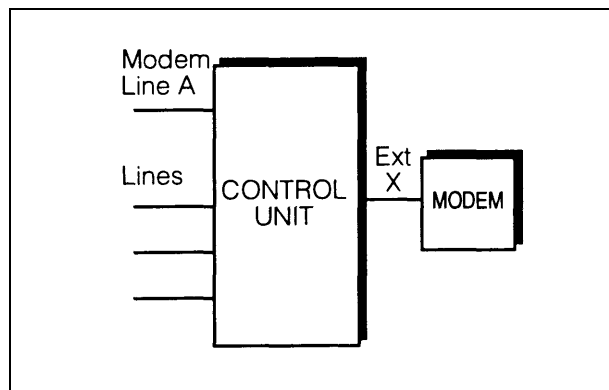 Modem
Line A
Lines
CONTROL
UNIT
Ext
X
MODEM